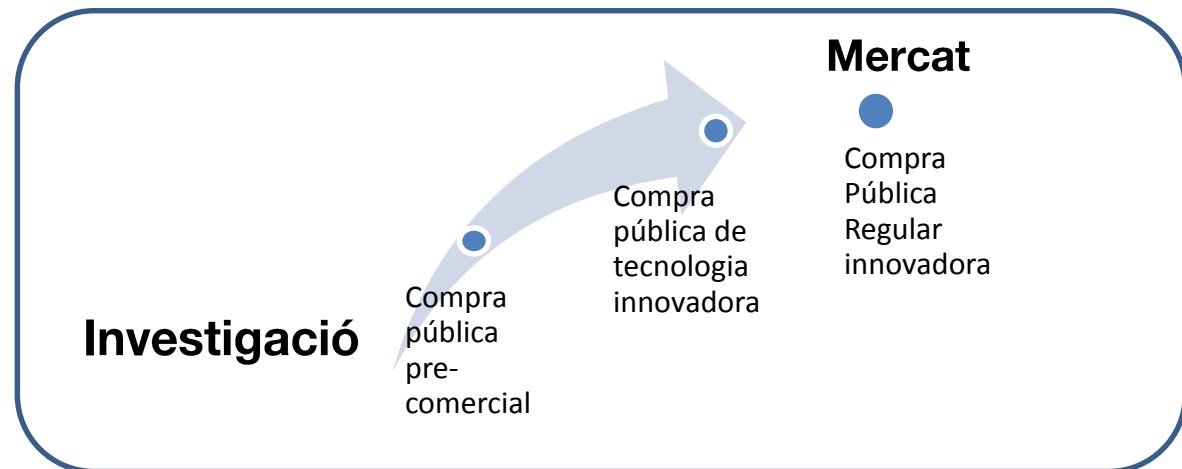 Investigació
Compra
pública
pre-
comercial
Compra
pública de
tecnologia
innovadora
Mercat
Compra
Pública
Regular
innovadora